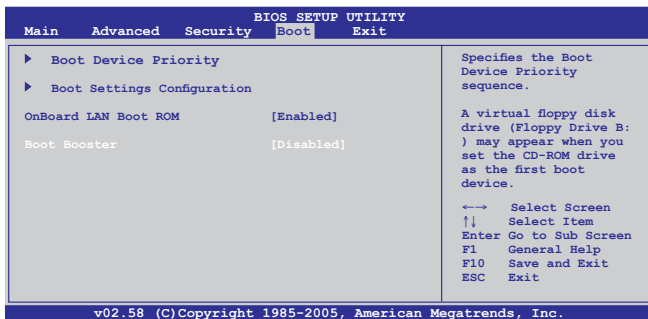 BIOS SETUP UTILITY
Main Advanced Security Boot Exit
Boot Device Priority
Boot Settings Configuration
OnBoard LAN Boot ROM [Enabled]
Boot Booster [Disabled]
Specifies the Boot
Device Priority
sequence.
A virtual floppy disk
drive (Floppy Drive B:
) may appear when you
set the CD-ROM drive
as the first boot
device.
←→ Select Screen
↑↓ Select Item
Enter Go to Sub Screen
F1 General Help
F10 Save and Exit
ESC Exit
v02.58 (C)Copyright 1985-2005, American Megatrends, Inc.